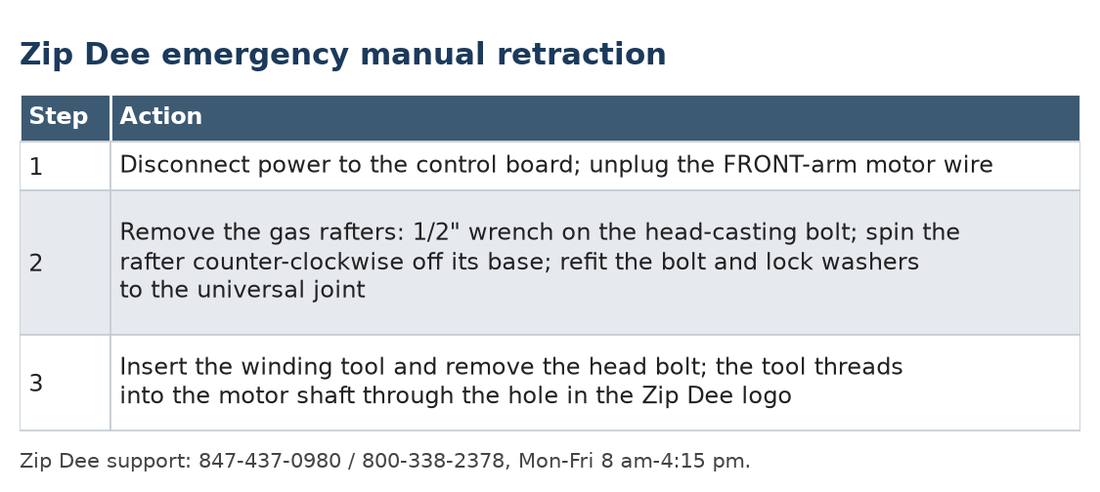 Zip Dee emergency manual retraction
Step Action
1 Disconnect power to the control board; unplug the FRONT-arm motor wire
2 Remove the gas rafters: 1/2" wrench on the head-casting bolt; spin the
rafter counter-clockwise off its base; refit the bolt and lock washers
to the universal joint
3 Insert the winding tool and remove the head bolt; the tool threads
into the motor shaft through the hole in the Zip Dee logo
Zip Dee support: 847-437-0980 / 800-338-2378, Mon-Fri 8 am-4:15 pm.